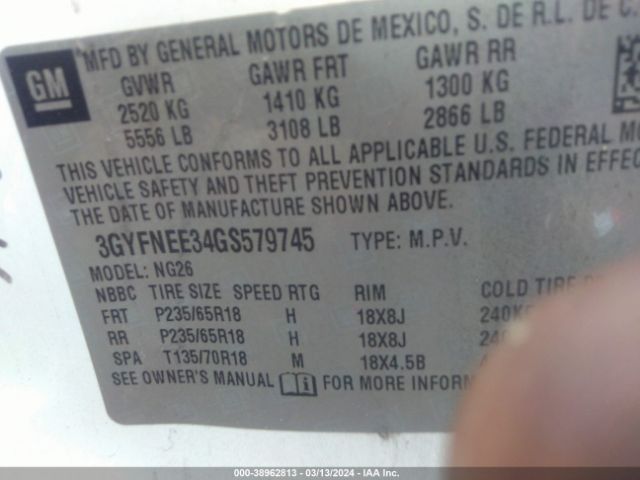 GM
MFD BY GENERAL MOTORS DE MEXICO, S. DE R.L. DE C.
GVWR GAWR FRT GAWR RR
2520 KG 1410 KG 1300 KG
5556 LB 3108 LB 2866 LB
THIS VEHICLE CONFORMS TO ALL APPLICABLE U.S. FEDERAL
VEHICLE SAFETY AND THEFT PREVENTION STANDARDS IN EFFEC
THE DATE OF MANUFACTURE SHOWN ABOVE.
3GYFNEE34GS579745 TYPE: M.P.V.
MODEL: NG26
NBBC TIRE SIZE SPEED RTG RIM COLD TIRE
FRT P235/65R18 H 18X8J 240KP
RR P235/65R18 H 18X8J 240
SPA T135/70R18 M 18X4.5B
SEE OWNER'S MANUAL FOR MORE INFORM
000-38962813 - 03/13/2024 - IAA Inc.